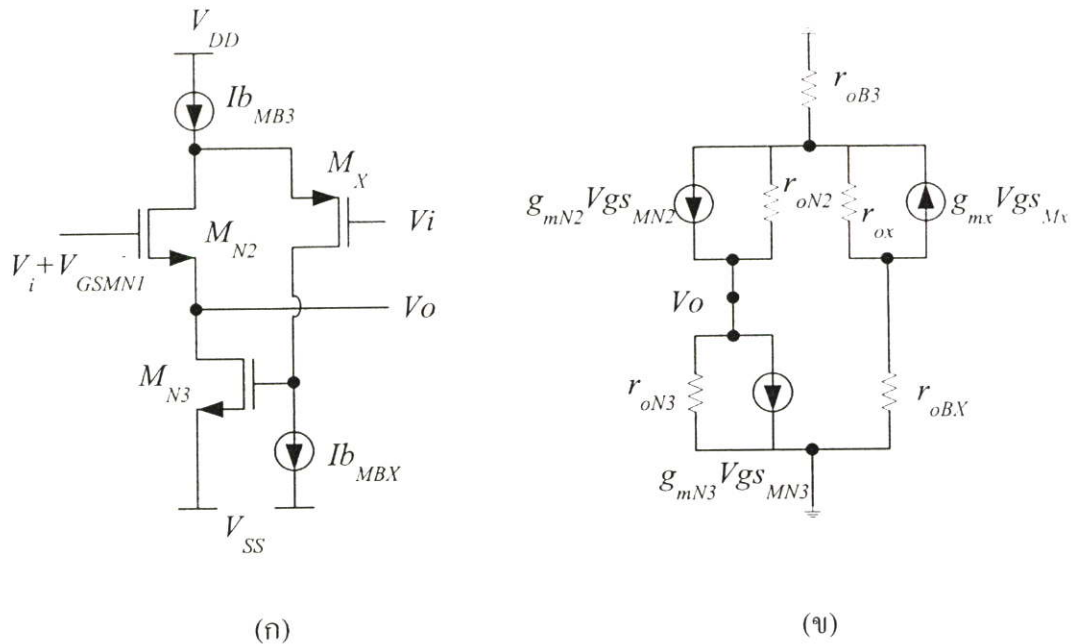 V_DD
Ib_MB3
M_X
Vi
M_N2
V_i+V_GSMN1
Vo
M_N3
Ib_MBX
V_SS
(ก)
r_oB3
g_mN2 Vgs_MN2
r_oN2
r_ox
g_mx Vgs_Mx
Vo
r_oN3
r_oBX
g_mN3 Vgs_MN3
(ข)